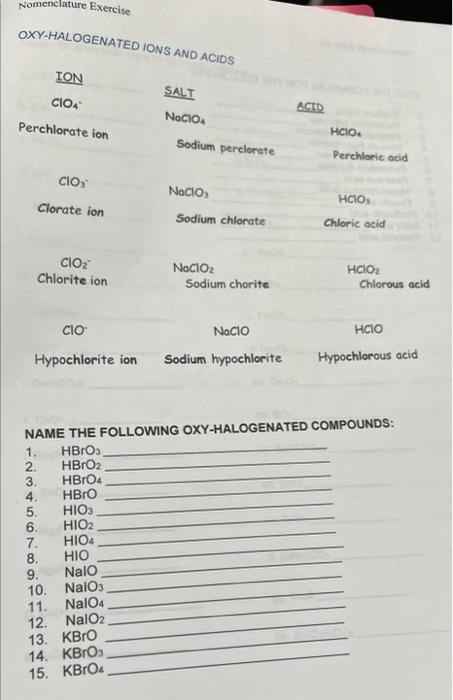 Nomenclature Exercise
OXY-HALOGENATED IONS AND ACIDS
ION SALT ACID
ClO₄⁻ NaClO₄ HClO₄
Perchlorate ion Sodium perclorate Perchloric acid
ClO₃⁻ NaClO₃ HClO₃
Clorate ion Sodium chlorate Chloric acid
ClO₂⁻ NaClO₂ HClO₂
Chlorite ion Sodium chorite Chlorous acid
ClO⁻ NaClO HClO
Hypochlorite ion Sodium hypochlorite Hypochlorous acid
NAME THE FOLLOWING OXY-HALOGENATED COMPOUNDS:
1. HBrO₃
2. HBrO₂
3. HBrO₄
4. HBrO
5. HIO₃
6. HIO₂
7. HIO₄
8. HIO
9. NaIO
10. NaIO₃
11. NaIO₄
12. NaIO₂
13. KBrO
14. KBrO₃
15. KBrO₄